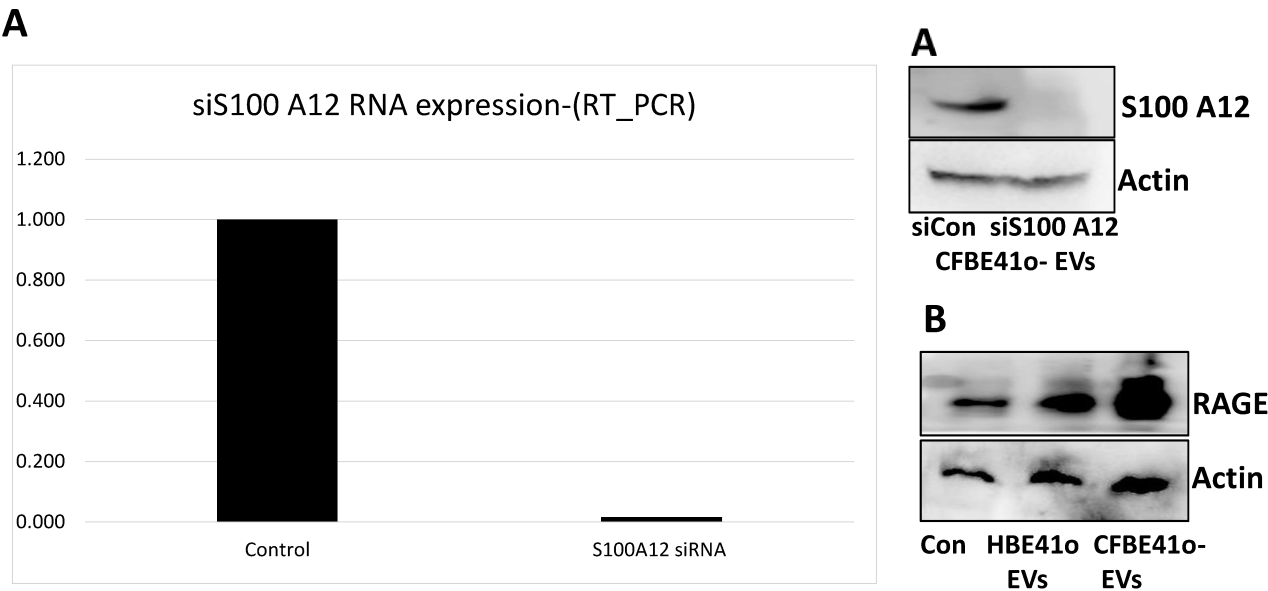 A
siS100 A12 RNA expression-(RT_PCR)
1.200
1.000
0.800
0.600
0.400
0.200
0.000
Control
S100A12 siRNA
A
S100 A12
Actin
siCon siS100 A12
CFBE41o- EVs
B
RAGE
Actin
Con HBE41o CFBE41o-
EVs EVs